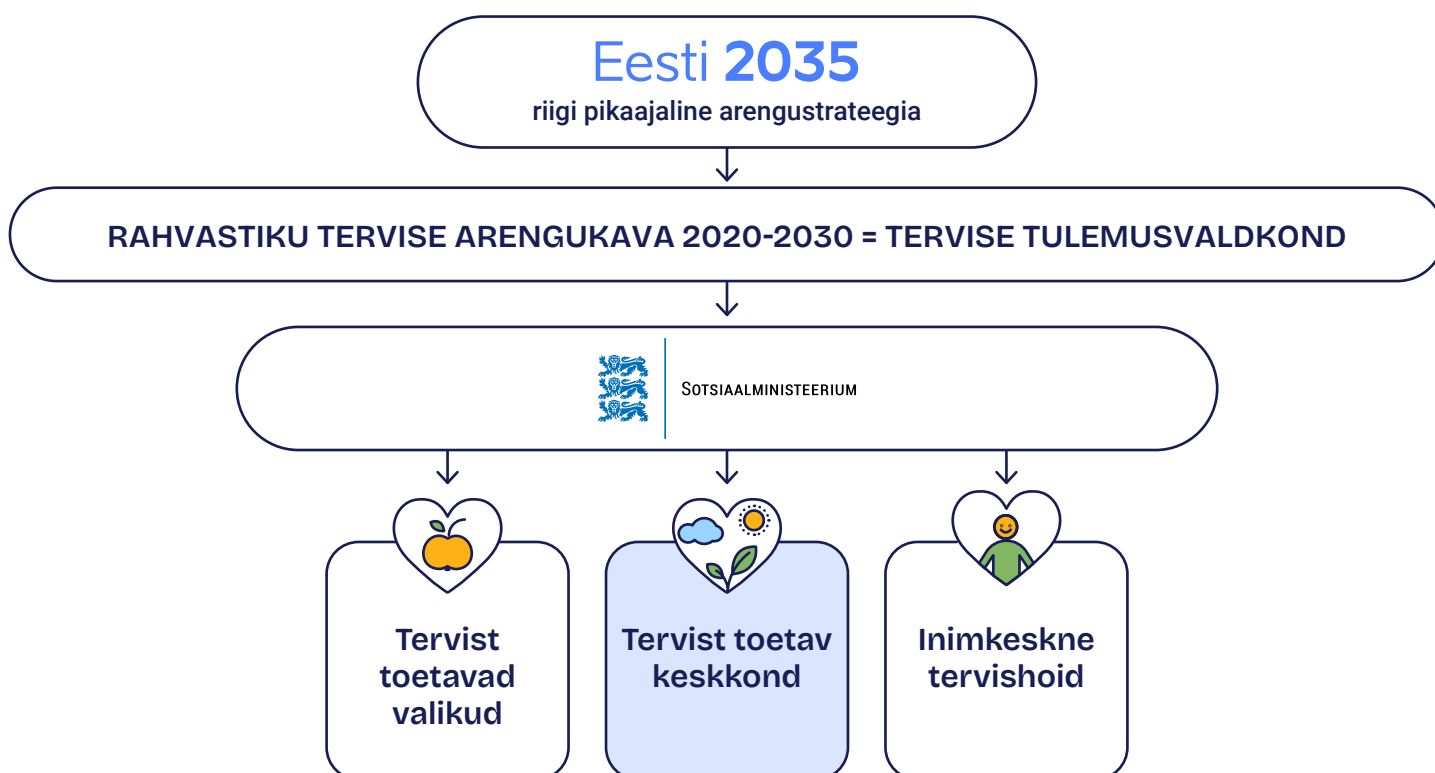 Eesti 2035
riigi pikaajaline arengustrateegia
RAHVASTIKU TERVISE ARENGUKAVA 2020-2030 = TERVISE TULEMUSVALDKOND
SOTSIAALMINISTEERIUM
Tervist
toetavad
valikud
Tervist toetav
keskkond
Inimkeskne
tervishoid